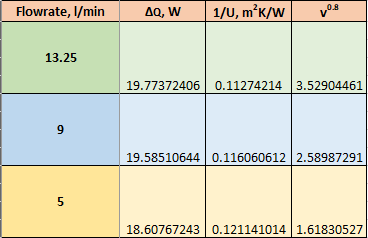 Flowrate, l/min ΔQ, W 1/U, m²K/W v⁰·⁸
13.25 19.77372406 0.11274214 3.52904461
9 19.58510644 0.116060612 2.58987291
5 18.60767243 0.121141014 1.61830527